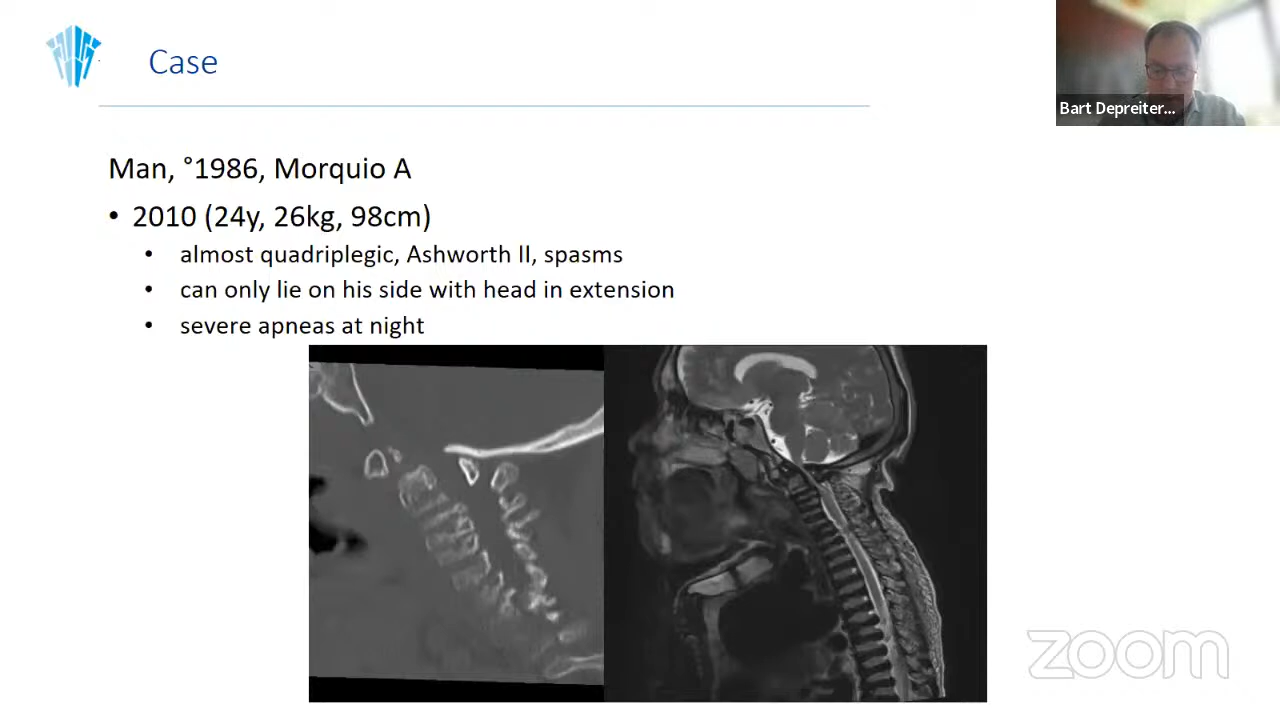 Case
Bart Depreiter...
Man, °1986, Morquio A
• 2010 (24y, 26kg, 98cm)
• almost quadriplegic, Ashworth II, spasms
• can only lie on his side with head in extension
• severe apneas at night
zoom